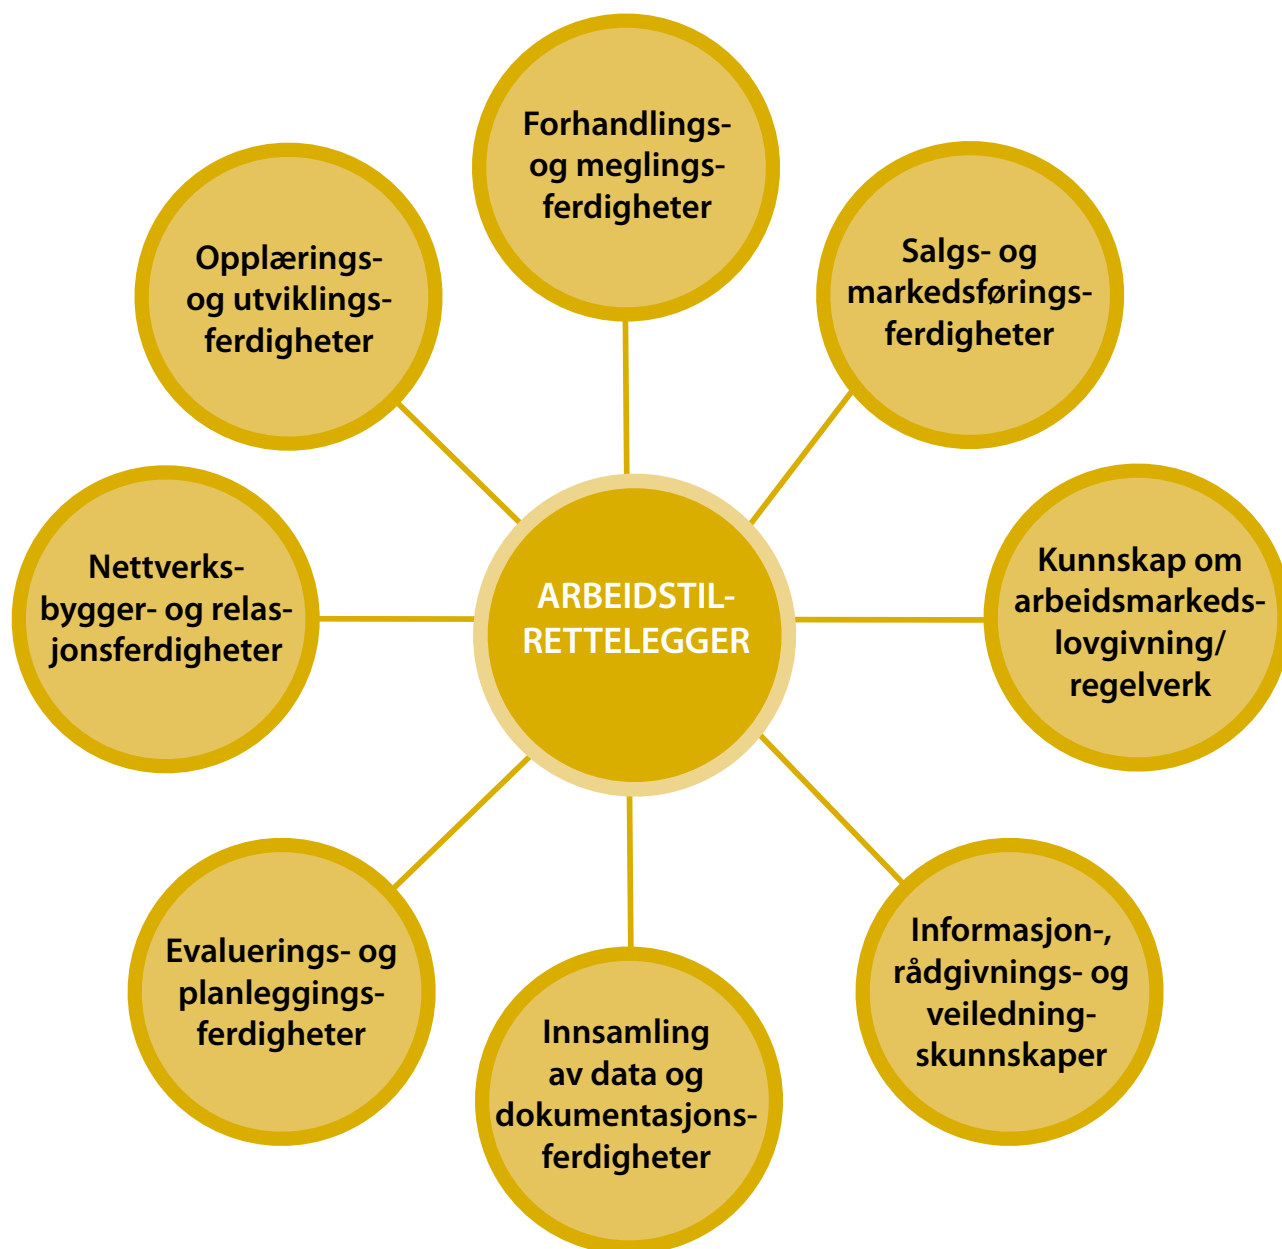 Forhandlings-
og meglings-
ferdigheter
Salgs- og
markedsførings-
ferdigheter
Opplærings-
og utviklings-
ferdigheter
Kunnskap om
arbeidsmarkeds-
lovgivning/
regelverk
Nettverks-
bygger- og relas-
jonsferdigheter
ARBEIDSTIL-
RETTELEGGER
Informasjon-,
rådgivnings- og
veiledning-
skunnskaper
Evaluerings- og
planleggings-
ferdigheter
Innsamling
av data og
dokumentasjons-
ferdigheter